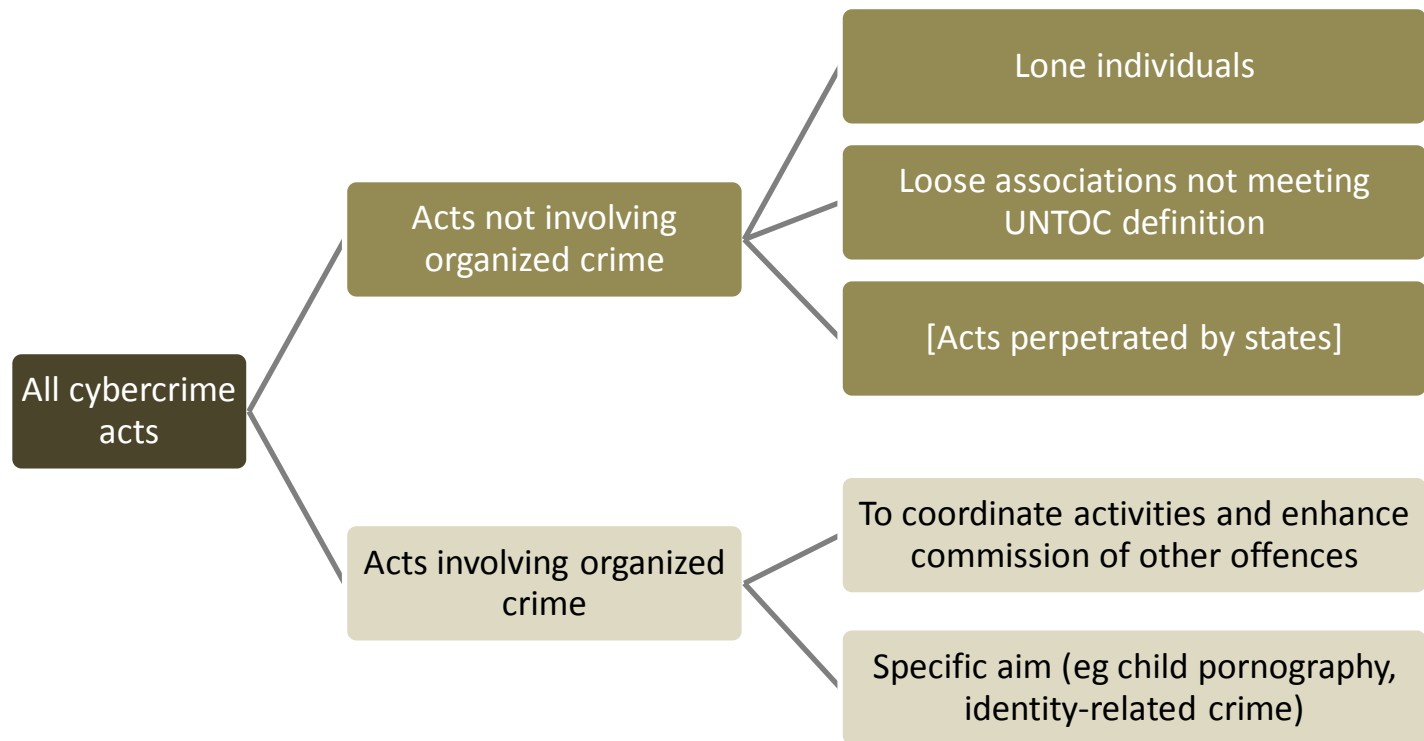 All cybercrime
acts
Acts not involving
organized crime
Lone individuals
Loose associations not meeting
UNTOC definition
[Acts perpetrated by states]
Acts involving organized
crime
To coordinate activities and enhance
commission of other offences
Specific aim (eg child pornography,
identity-related crime)